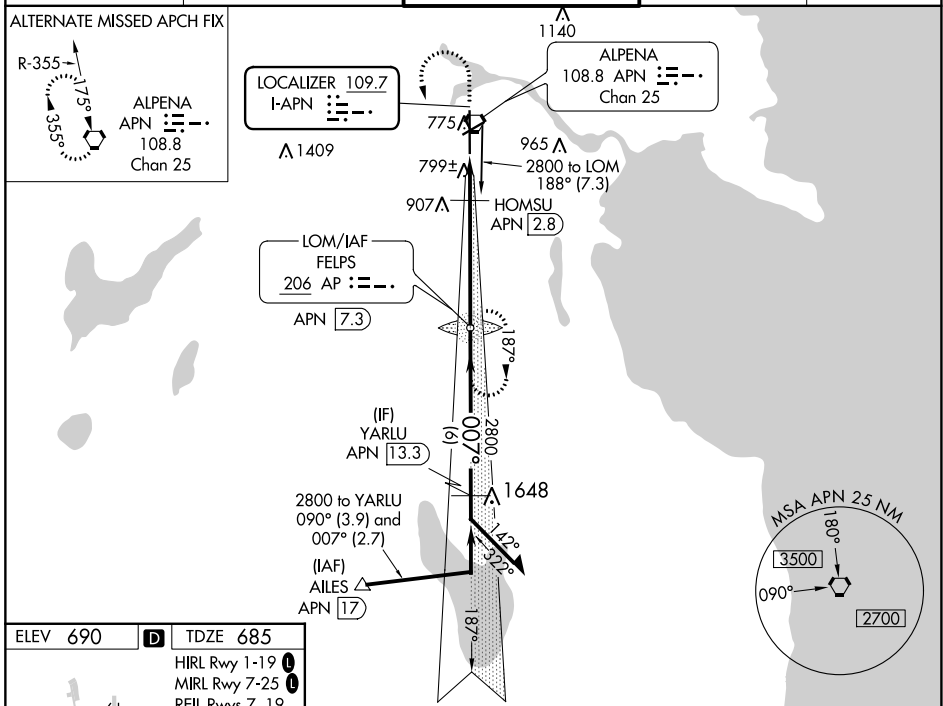 ALTERNATE MISSED APCH FIX
R-355
175°
355°
ALPENA
APN
108.8
Chan 25
1140
ALPENA
108.8 APN
Chan 25
LOCALIZER 109.7
I-APN
775
1409
965
799±
2800 to LOM
188° (7.3)
907
HOMSU
APN 2.8
LOM/IAF
FELPS
206 AP
APN 7.3
187°
(IF)
YARLU
APN 13.3
007°
(6)
2800
1648
2800 to YARLU
090° (3.9) and
007° (2.7)
142°
322°
(IAF)
AILES
APN 17
187°
MSA APN 25 NM
180°
3500
090°
2700
ELEV 690
D
TDZE 685
HIRL Rwy 1-19 L
MIRL Rwy 7-25 L
REIL Rwys 7, 19